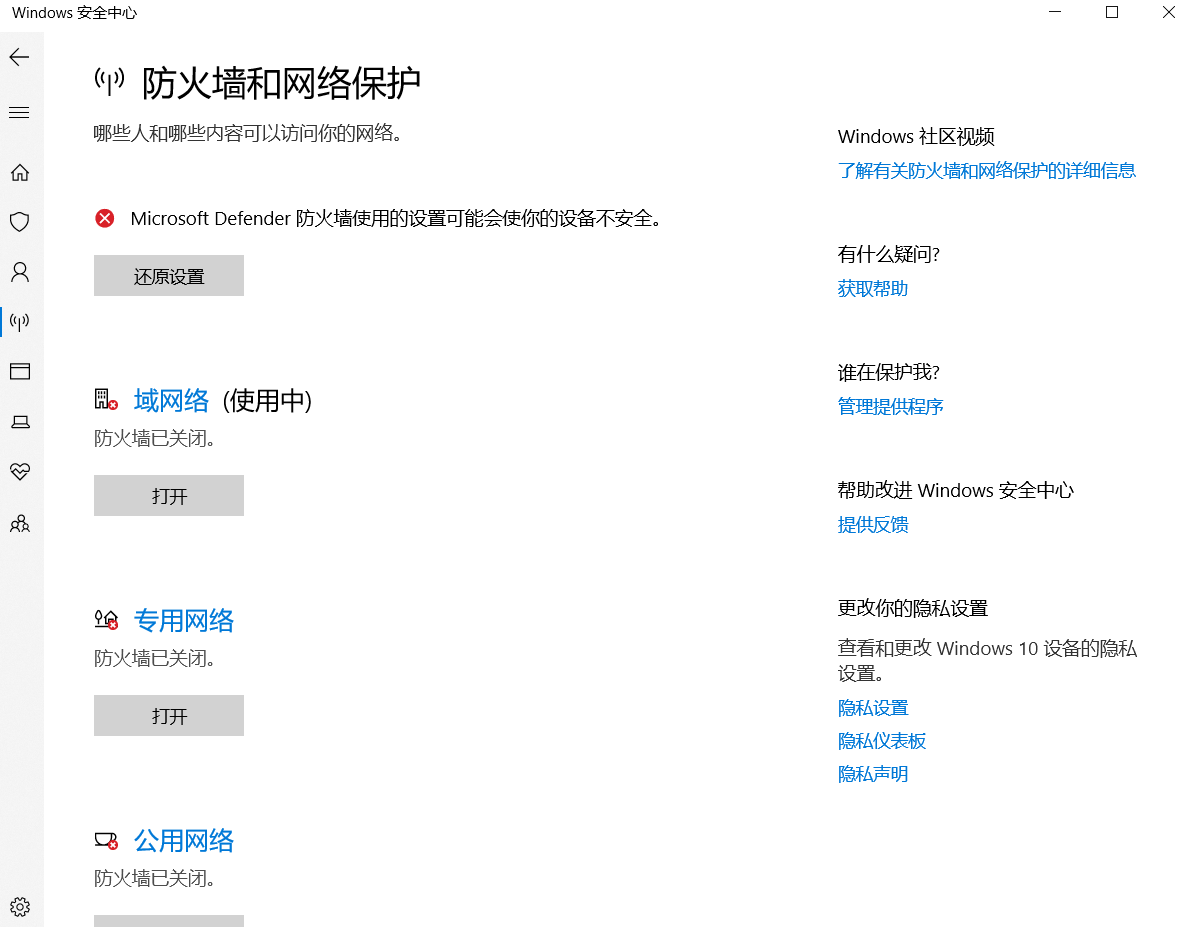 Windows 安全中心
防火墙和网络保护
哪些人和哪些内容可以访问你的网络。
Microsoft Defender 防火墙使用的设置可能会使你的设备不安全。
还原设置
域网络 (使用中)
防火墙已关闭。
打开
专用网络
防火墙已关闭。
打开
公用网络
防火墙已关闭。
Windows 社区视频
了解有关防火墙和网络保护的详细信息
有什么疑问?
获取帮助
谁在保护我?
管理提供程序
帮助改进 Windows 安全中心
提供反馈
更改你的隐私设置
查看和更改 Windows 10 设备的隐私
设置。
隐私设置
隐私仪表板
隐私声明